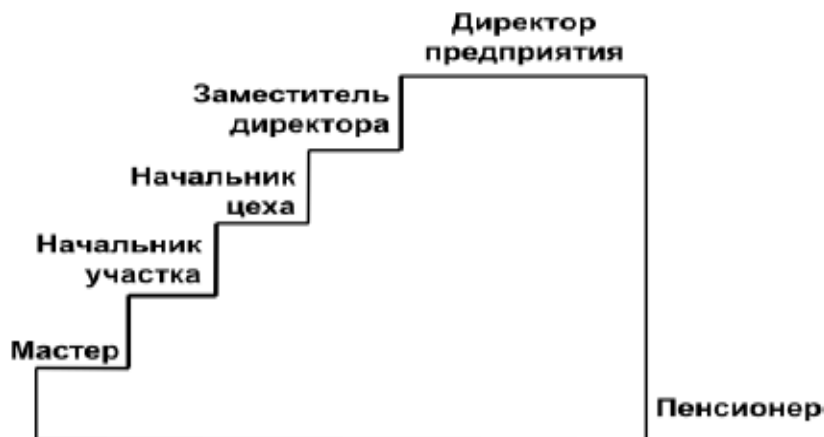 Директор
предприятия
Заместитель
директора
Начальник
цеха
Начальник
участка
Мастер
Пенсионер